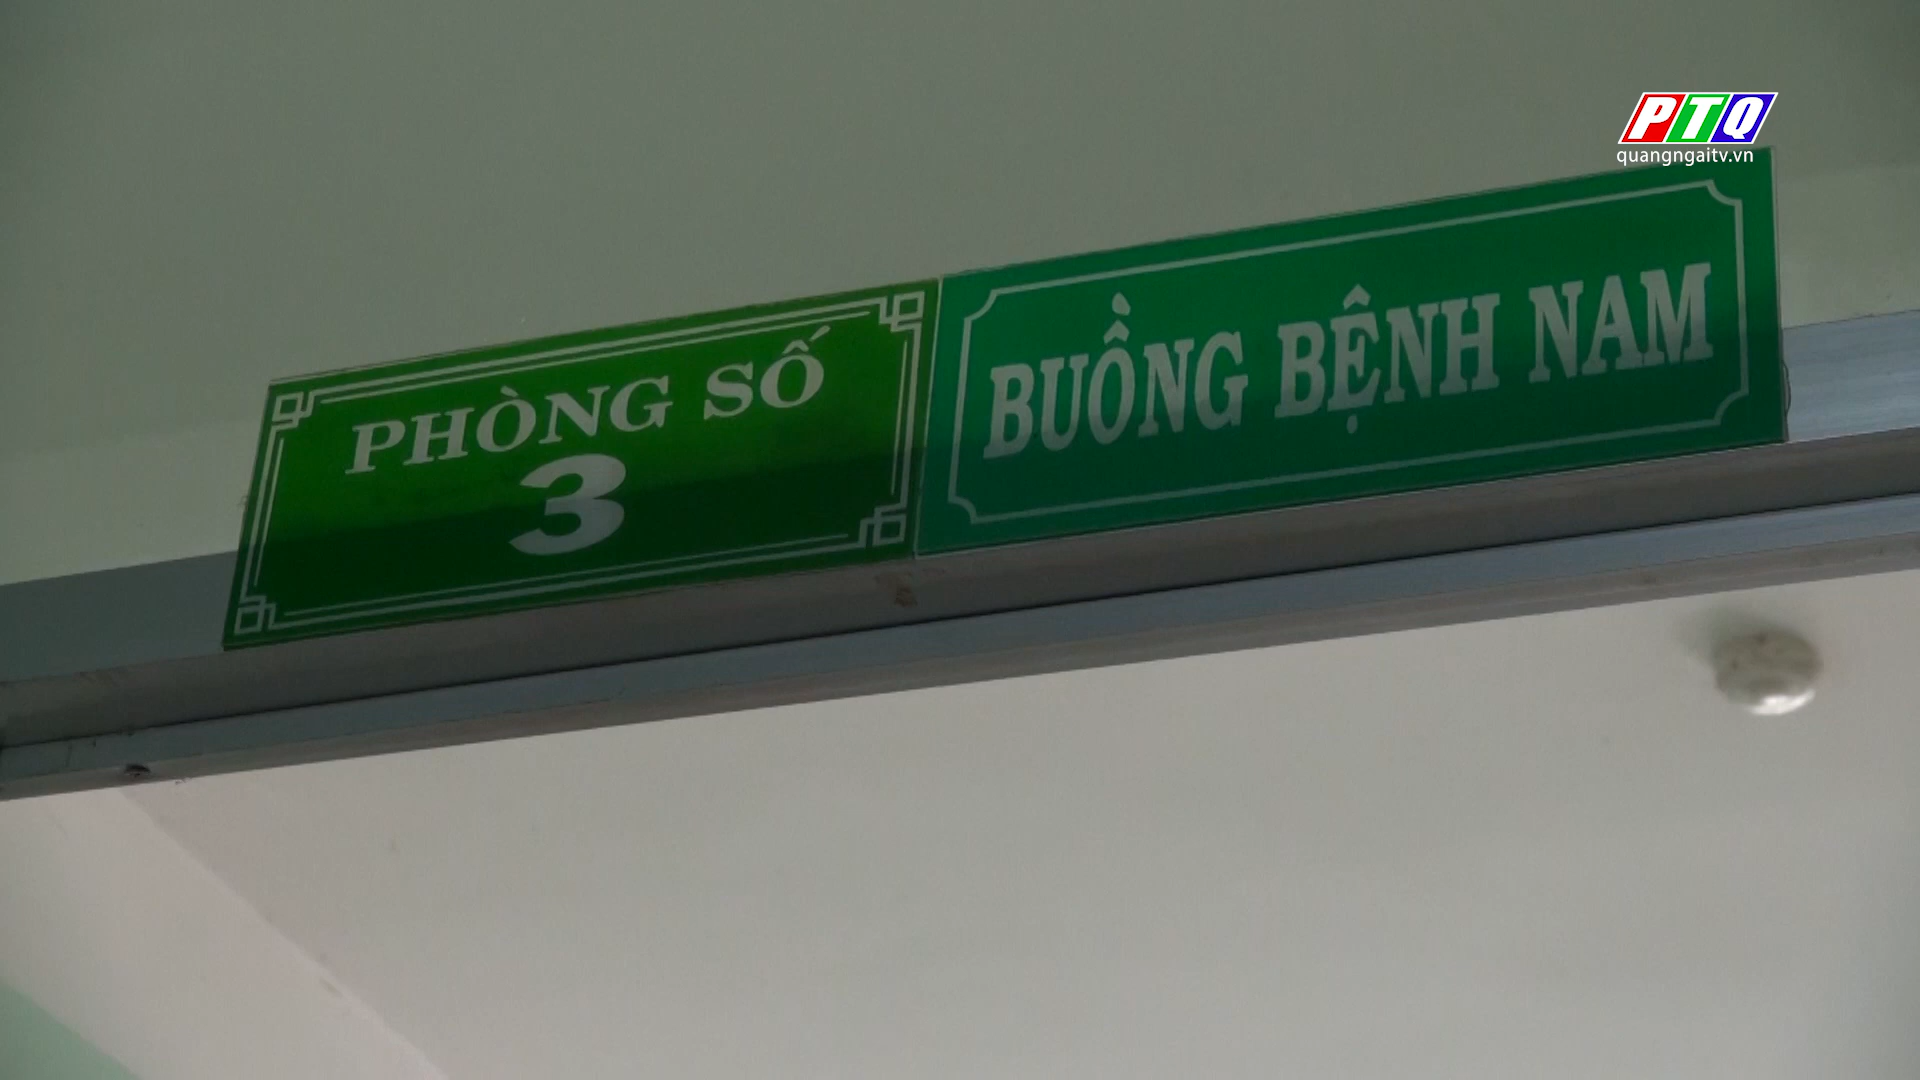 PTQ
quangngaitv.vn
PHÒNG SỐ
3
BUỒNG BỆNH NAM